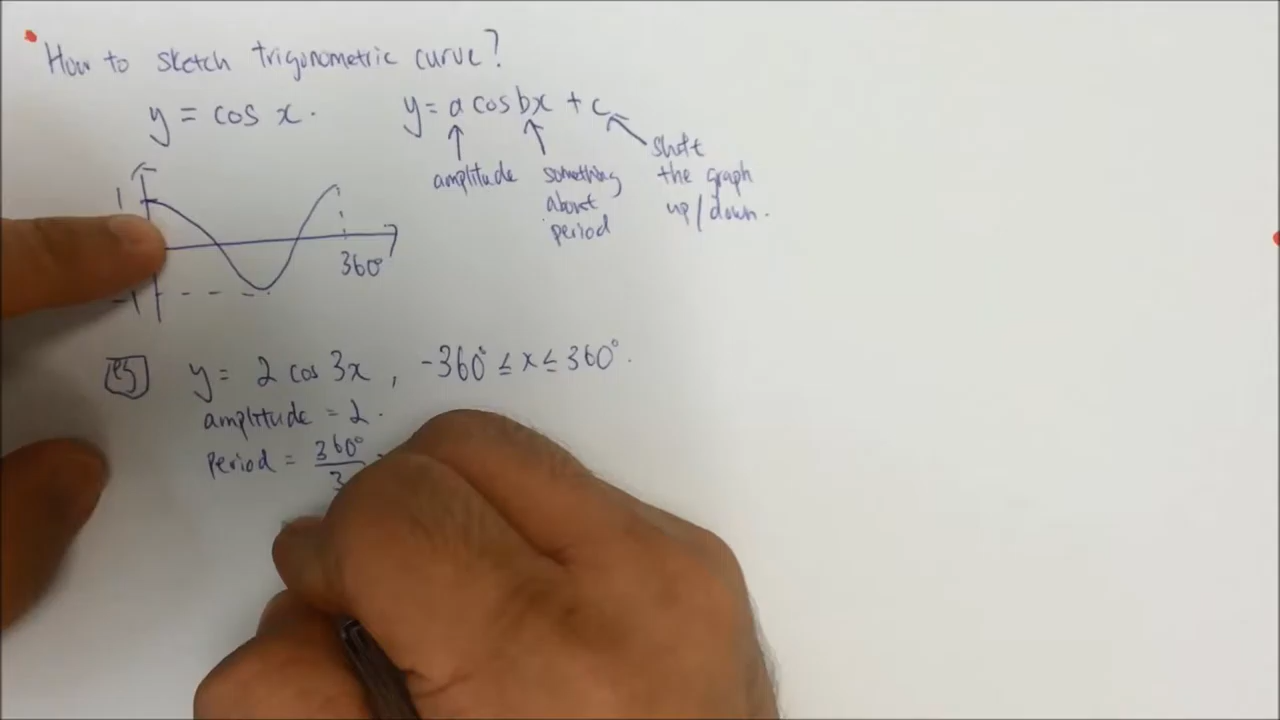 How to sketch trigonometric curve?
y = cos x.
y = a cos bx + c
amplitude
something
about
period
shift
the graph
up/down.
1
-1
360°
eg
y = 2 cos 3x , -360° ≤ x ≤ 360°.
amplitude = 2.
Period = 360°/3